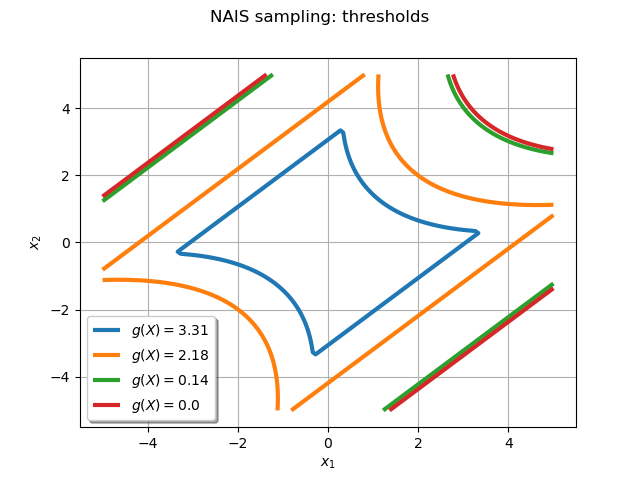 NAIS sampling: thresholds
4
2
0
−2
−4
x₂
g(X) = 3.31
g(X) = 2.18
g(X) = 0.14
g(X) = 0.0
−4 −2 0 2 4
x₁